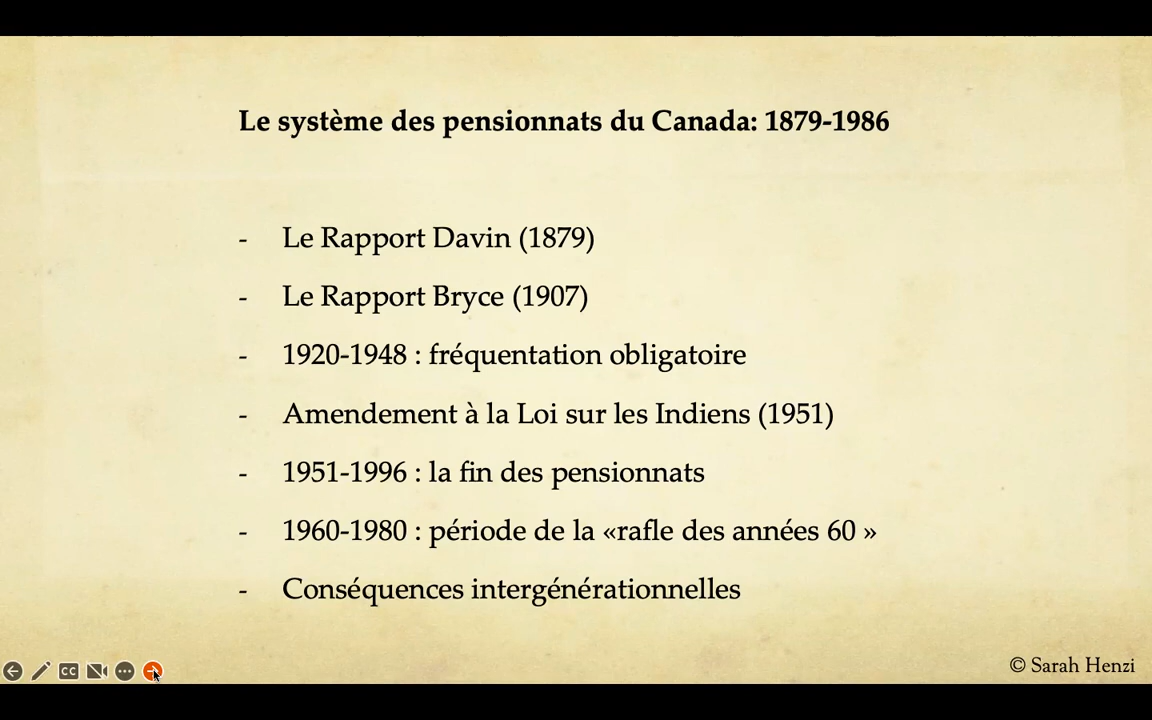 Le système des pensionnats du Canada: 1879-1986
- Le Rapport Davin (1879)
- Le Rapport Bryce (1907)
- 1920-1948 : fréquentation obligatoire
- Amendement à la Loi sur les Indiens (1951)
- 1951-1996 : la fin des pensionnats
- 1960-1980 : période de la «rafle des années 60 »
- Conséquences intergénérationnelles
CC
© Sarah Henzi